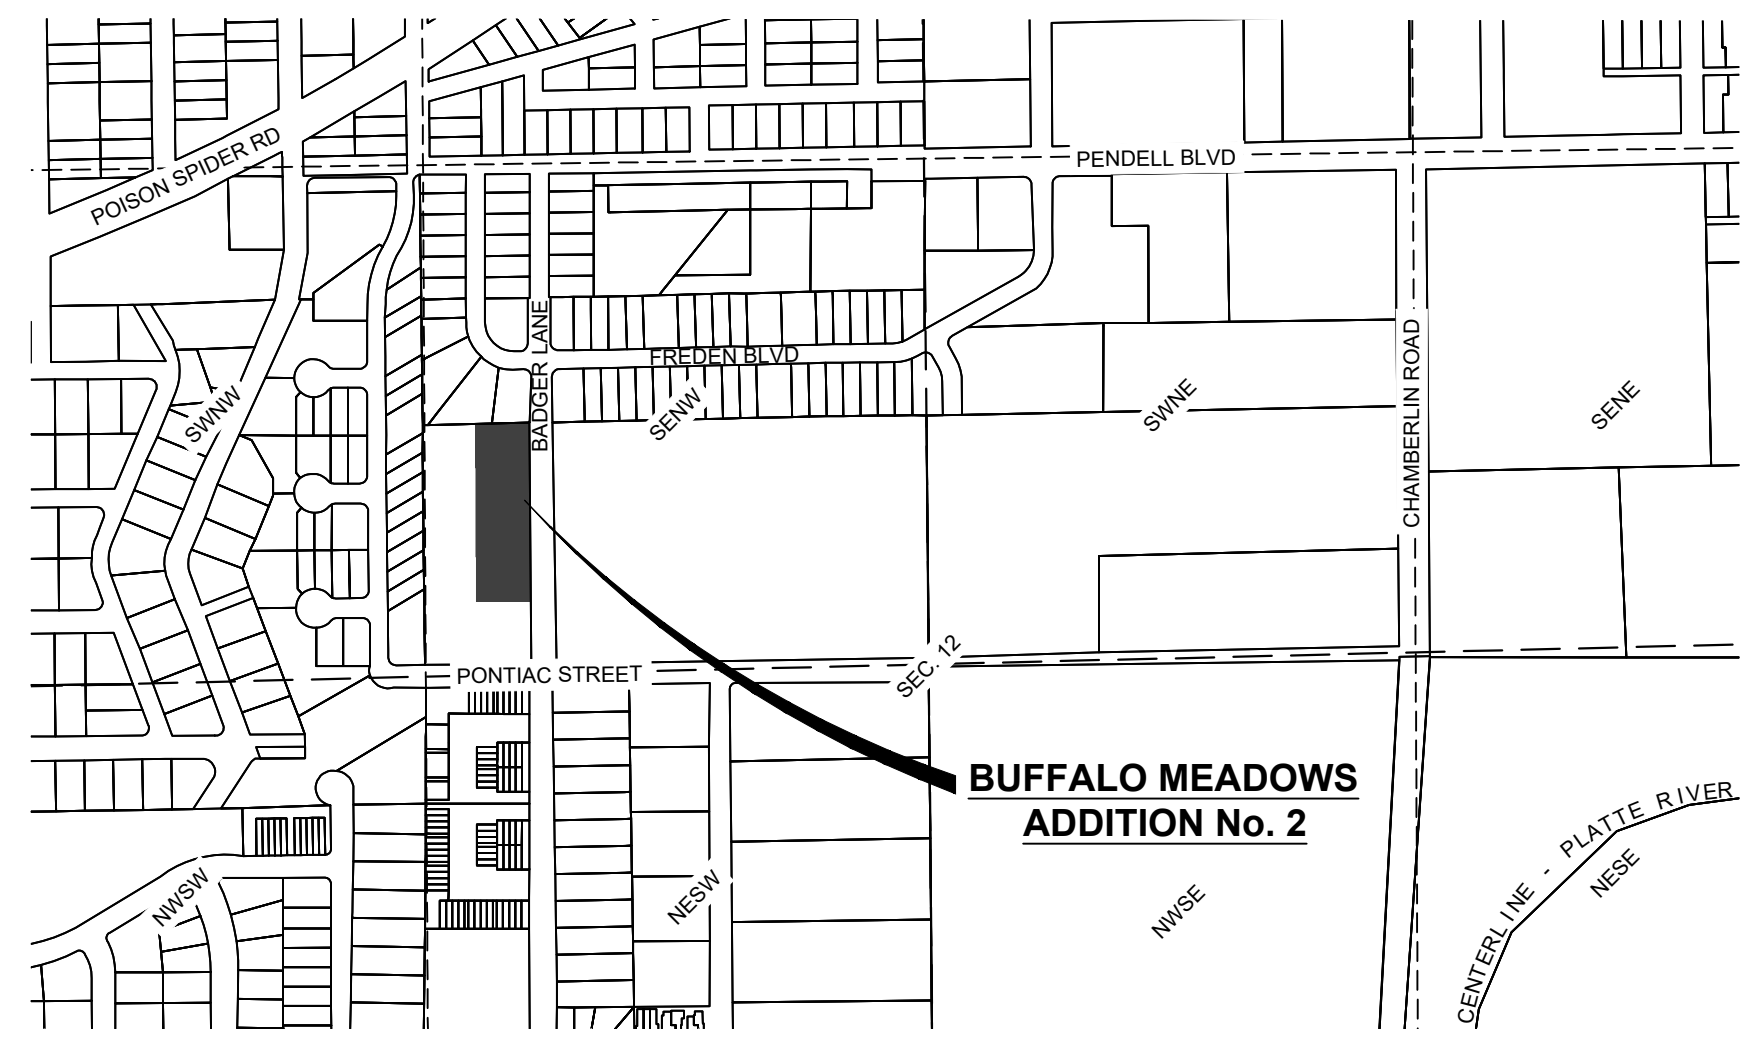 PENDELL BLVD
POISON SPIDER RD
BADGER LANE
FREDEN BLVD
CHAMBERLIN ROAD
SWNW
SENW
SWNE
SENE
PONTIAC STREET
SEC. 12
BUFFALO MEADOWS
ADDITION No. 2
CENTERLINE - PLATTE RIVER
NWSW
NESW
NWSE
NESE